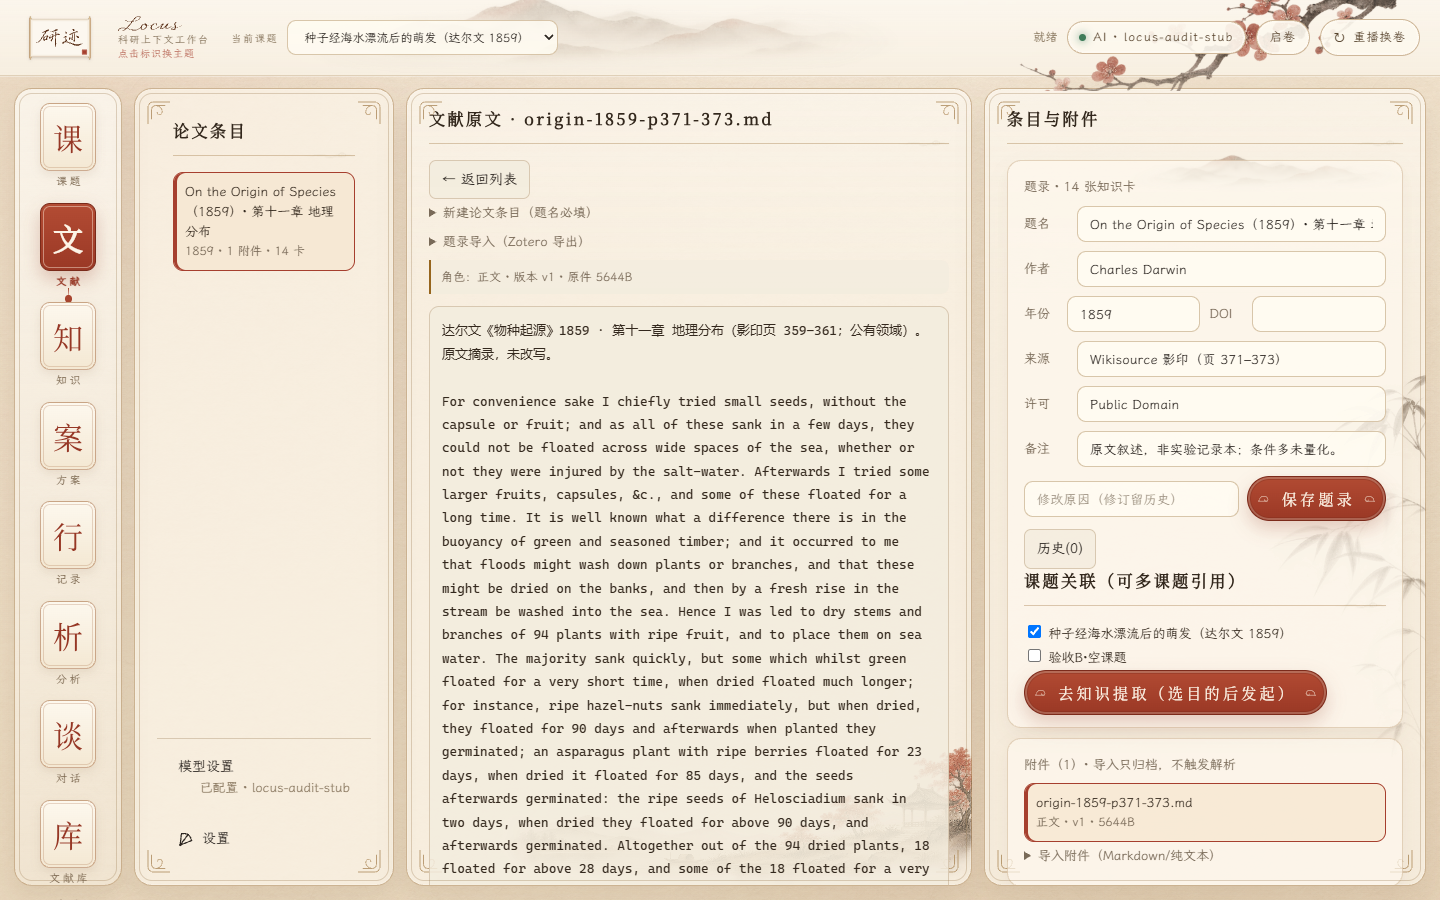 研迹
Locus
科研上下文工作台
点击标识换主题
当前课题
种子经海水漂流后的萌发（达尔文 1859）
就绪
AI · locus-audit-stub
启卷
↻ 重播换卷
课
课题
文
文献
知
知识
案
方案
行
记录
析
分析
谈
对话
库
文献库
论文条目
On the Origin of Species
（1859）· 第十一章 地理
分布
1859 · 1 附件 · 14 卡
模型设置
已配置 · locus-audit-stub
设置
文献原文 · origin-1859-p371-373.md
← 返回列表
▶ 新建论文条目（题名必填）
▶ 题录导入（Zotero 导出）
角色：正文 · 版本 v1 · 原件 5644B
达尔文《物种起源》1859 · 第十一章 地理分布（影印页 359-361；公有领域）。
原文摘录，未改写。
For convenience sake I chiefly tried small seeds, without the
capsule or fruit; and as all of these sank in a few days, they
could not be floated across wide spaces of the sea, whether or
not they were injured by the salt-water. Afterwards I tried some
larger fruits, capsules, &c., and some of these floated for a
long time. It is well known what a difference there is in the
buoyancy of green and seasoned timber; and it occurred to me
that floods might wash down plants or branches, and that these
might be dried on the banks, and then by a fresh rise in the
stream be washed into the sea. Hence I was led to dry stems and
branches of 94 plants with ripe fruit, and to place them on sea
water. The majority sank quickly, but some which whilst green
floated for a very short time, when dried floated much longer;
for instance, ripe hazel-nuts sank immediately, but when dried,
they floated for 90 days and afterwards when planted they
germinated; an asparagus plant with ripe berries floated for 23
days, when dried it floated for 85 days, and the seeds
afterwards germinated: the ripe seeds of Helosciadium sank in
two days, when dried they floated for above 90 days, and
afterwards germinated. Altogether out of the 94 dried plants, 18
floated for above 28 days, and some of the 18 floated for a very
条目与附件
题录 · 14 张知识卡
题名
On the Origin of Species（1859）· 第十一章
作者
Charles Darwin
年份
1859
DOI
来源
Wikisource 影印（页 371–373）
许可
Public Domain
备注
原文叙述，非实验记录本；条件多未量化。
修改原因（修订留历史）
保存题录
历史(0)
课题关联（可多课题引用）
种子经海水漂流后的萌发（达尔文 1859）
验收B·空课题
去知识提取（选目的后发起）
附件（1）· 导入只归档，不触发解析
origin-1859-p371-373.md
正文 · v1 · 5644B
▶ 导入附件（Markdown/纯文本）